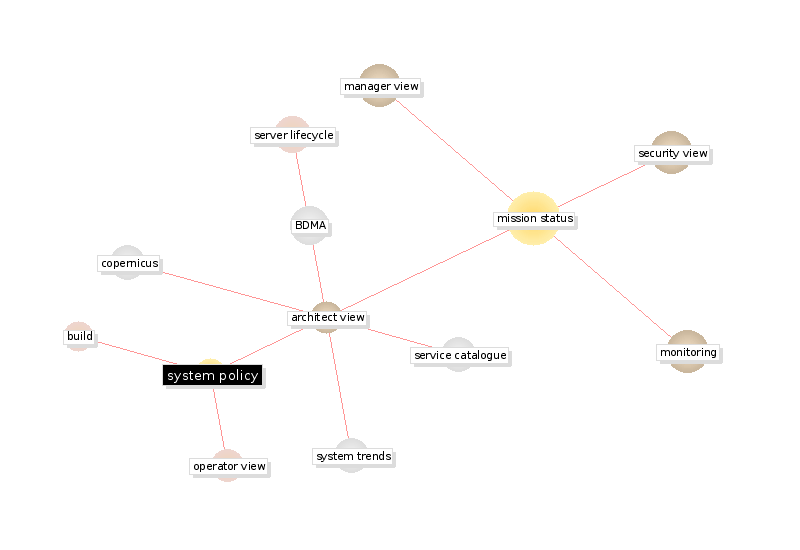 manager view
server lifecycle
security view
mission status
BDMA
copernicus
architect view
build
service catalogue
monitoring
system policy
system trends
operator view